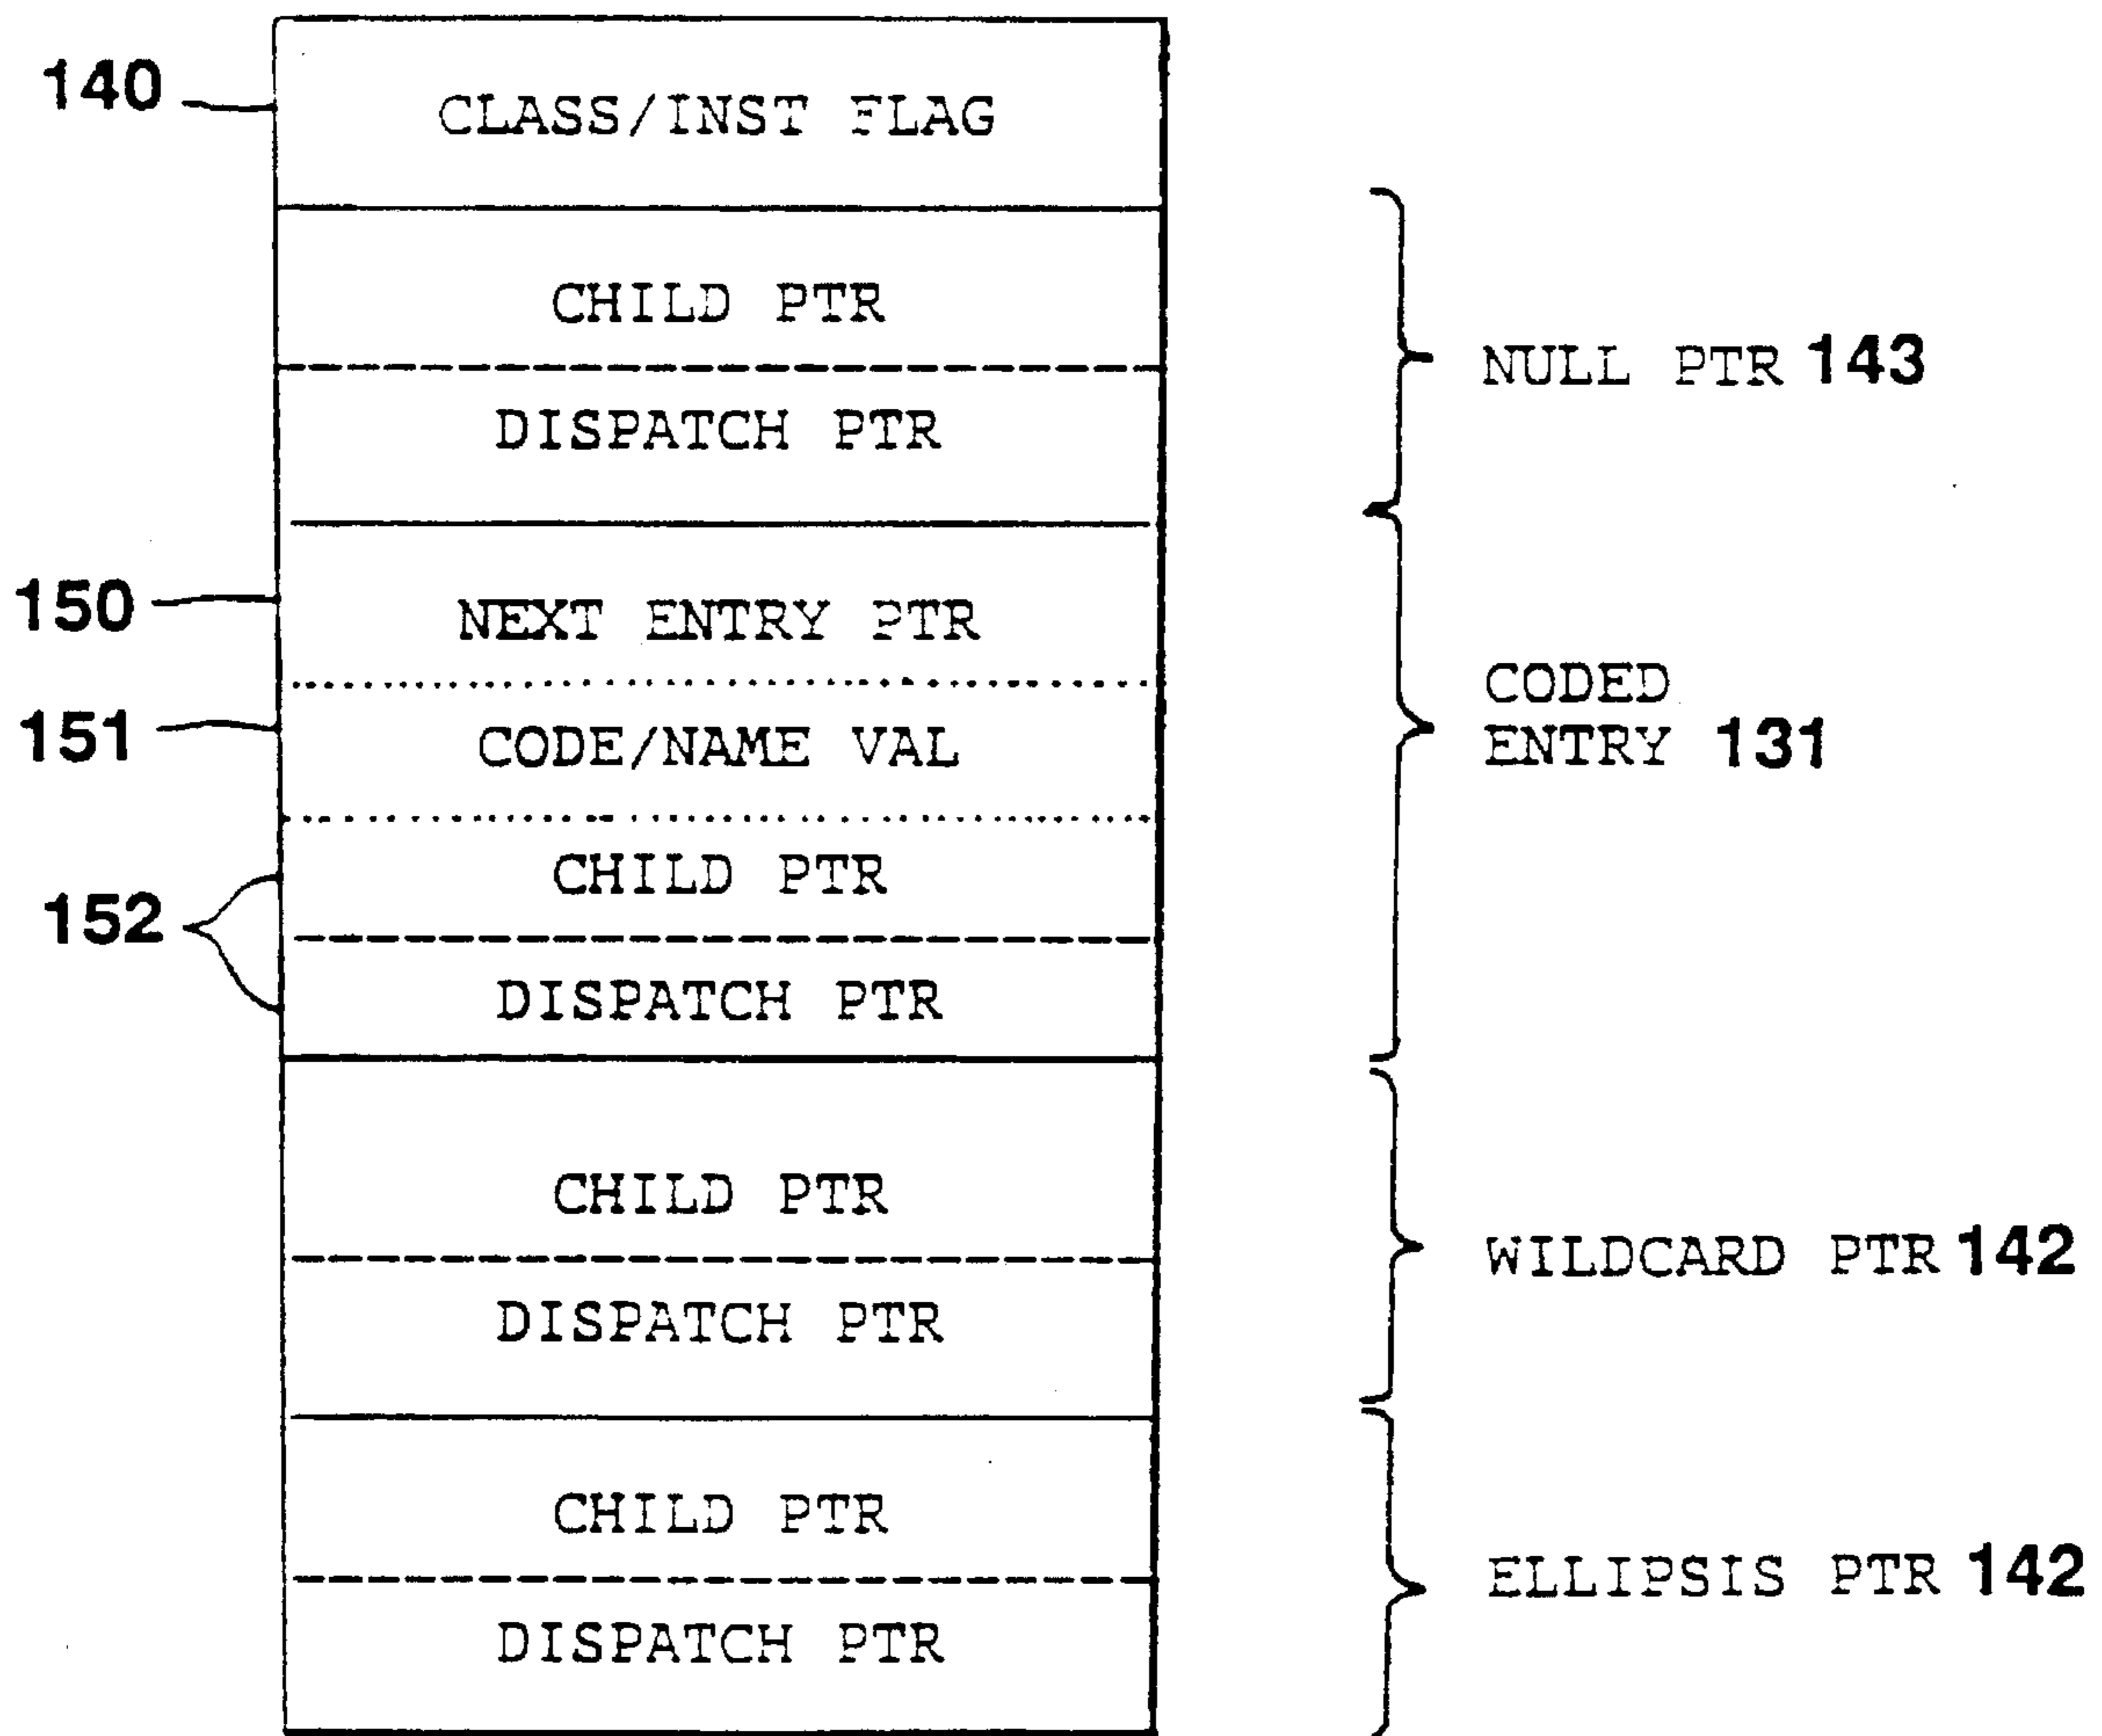 140
CLASS/INST FLAG
CHILD PTR
DISPATCH PTR
NULL PTR 143
150
NEXT ENTRY PTR
151
CODE/NAME VAL
CODED
ENTRY 131
152
CHILD PTR
DISPATCH PTR
CHILD PTR
DISPATCH PTR
WILDCARD PTR 142
CHILD PTR
DISPATCH PTR
ELLIPSIS PTR 142